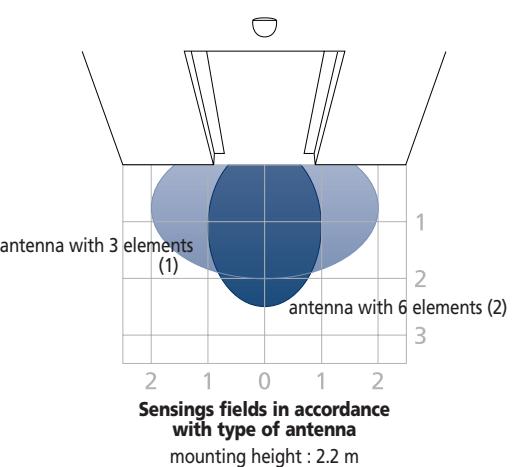 1
antenna with 3 elements
(1)
2
antenna with 6 elements (2)
3
2 1 0 1 2
Sensings fields in accordance
with type of antenna
mounting height : 2.2 m